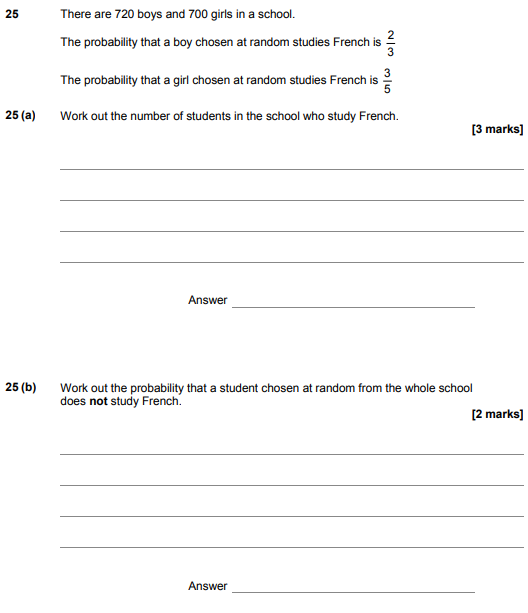 25 There are 720 boys and 700 girls in a school.
The probability that a boy chosen at random studies French is 2/3
The probability that a girl chosen at random studies French is 3/5
25 (a) Work out the number of students in the school who study French.
[3 marks]
Answer
25 (b) Work out the probability that a student chosen at random from the whole school
does not study French.
[2 marks]
Answer